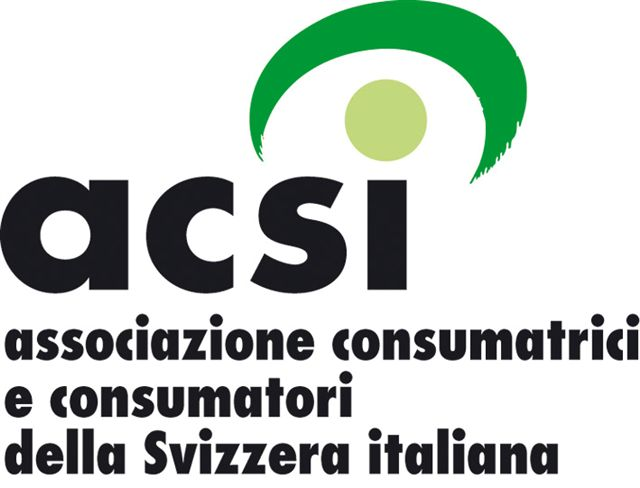 acsi
associazione consumatrici
e consumatori
della Svizzera italiana